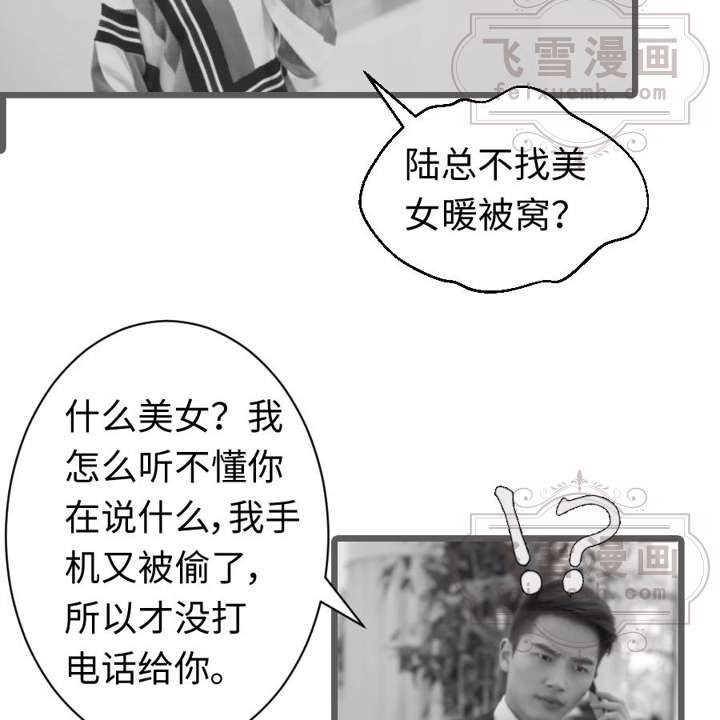 飞雪漫画
feixuemh.com
陆总不找美
女暖被窝？
什么美女？我
怎么听不懂你
在说什么，我手
机又被偷了，
所以才没打
电话给你。
!?
飞雪漫画